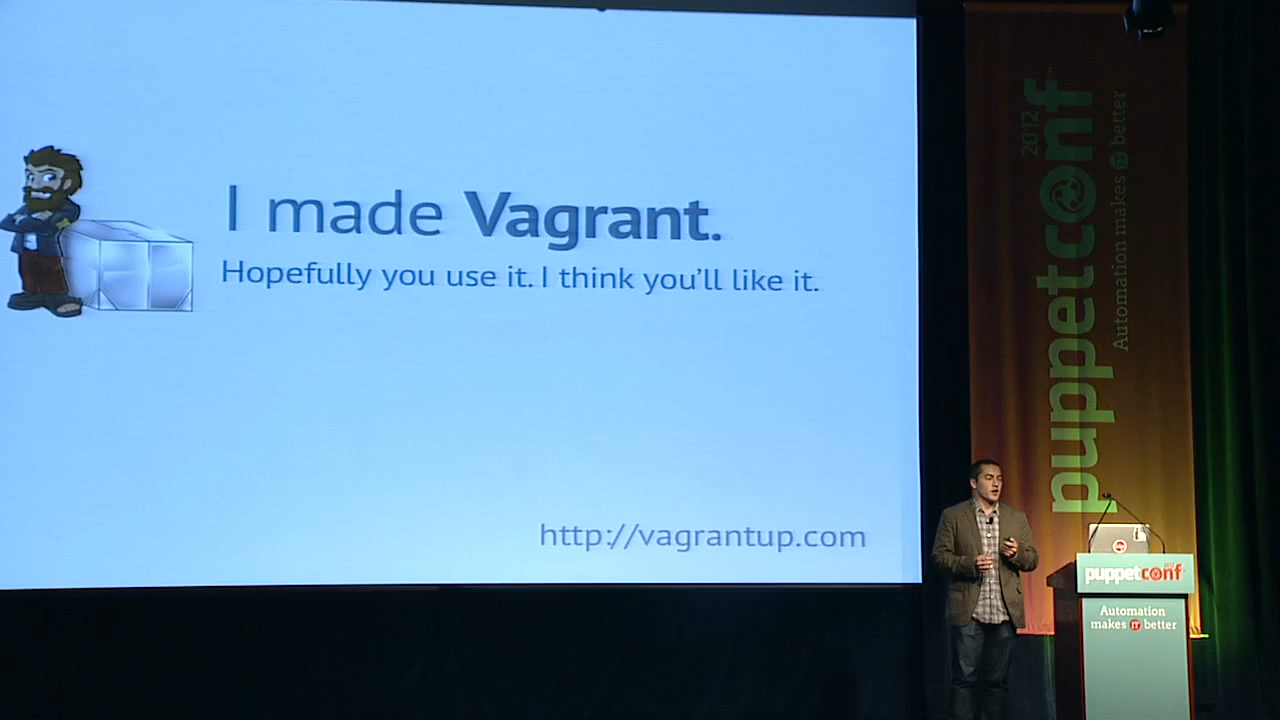 I made Vagrant.
Hopefully you use it. I think you'll like it.
http://vagrantup.com
2012
puppetconf
Automation makes IT better
puppetconf
Automation
makes IT better